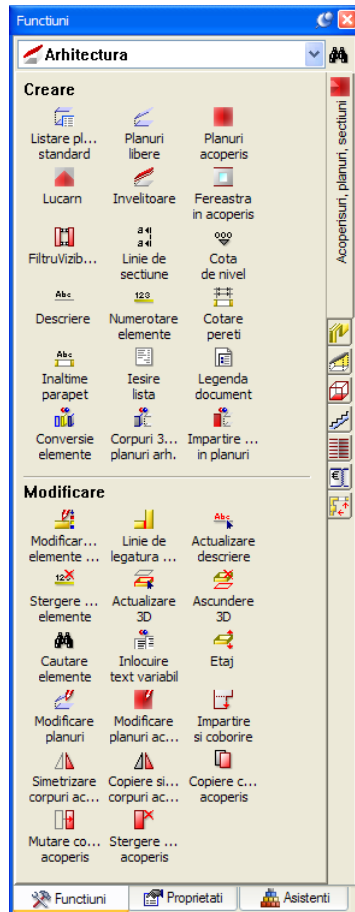 Functiuni
Arhitectura
Creare
Listare pl... Planuri Planuri
standard libere acoperis
Lucarn Invelitoare Fereastra
in acoperis
FiltruVizib... Linie de Cota
sectiune de nivel
Descriere Numerotare Cotare
elemente pereti
Inaltime Iesire Legenda
parapet lista document
Conversie Corpuri 3... Impartire ...
elemente planuri arh. in planuri
Modificare
Modificar... Linie de Actualizare
elemente ... legatura ... descriere
Stergere ... Actualizare Ascundere
elemente 3D 3D
Cautare Inlocuire Etaj
elemente text variabil
Modificare Modificare Impartire
planuri planuri ac... si coborire
Simetrizare Copiere si... Copiere c...
corpuri ac... corpuri ac... acoperis
Mutare co... Stergere ...
acoperis acoperis
Acoperisuri, planuri, sectiuni
Functiuni Proprietati Asistenti